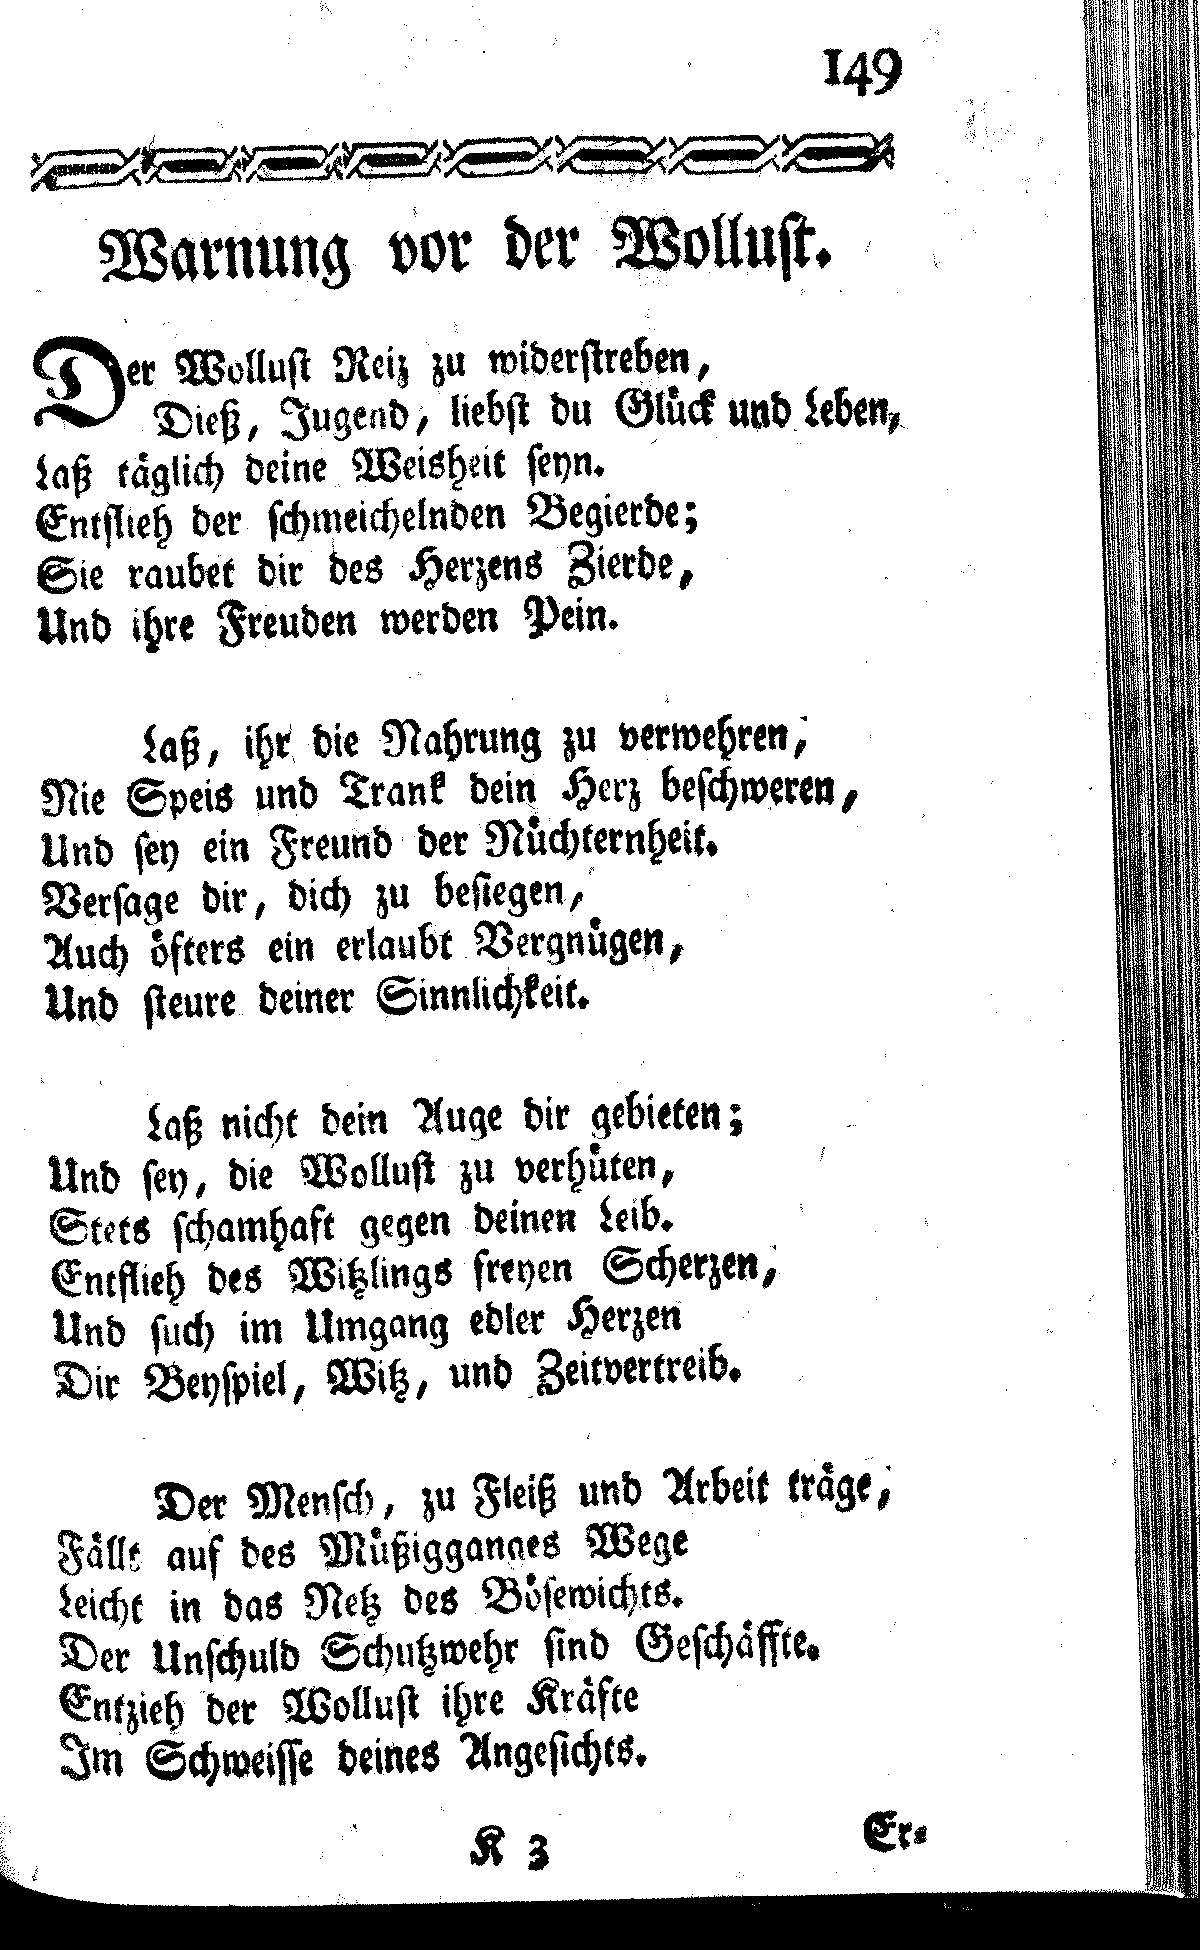 149
Warnung vor der Wollust.
Der Wollust Reiz zu widerstreben,
Dieß, Jugend, liebst du Glück und Leben,
Laß täglich deine Weisheit seyn.
Entflieh der schmeichelnden Begierde;
Sie raubet dir des Herzens Zierde,
Und ihre Freuden werden Pein.
Laß, ihr die Nahrung zu verwehren,
Nie Speis und Trank dein Herz beschweren,
Und sey ein Freund der Nüchternheit.
Versage dir, dich zu besiegen,
Auch öfters ein erlaubt Vergnügen,
Und steure deiner Sinnlichkeit.
Laß nicht dein Auge dir gebieten;
Und sey, die Wollust zu verhüten,
Stets schamhaft gegen deinen Leib.
Entflieh des Witzlings freyen Scherzen,
Und such im Umgang edler Herzen
Dir Beyspiel, Witz, und Zeitvertreib.
Der Mensch, zu Fleiß und Arbeit träge,
Fällt auf des Müßigganges Wege
Leicht in das Netz des Bösewichts.
Der Unschuld Schutzwehr sind Geschäffte.
Entzieh der Wollust ihre Kräfte
Im Schweisse deines Angesichts.
K 3 Er-